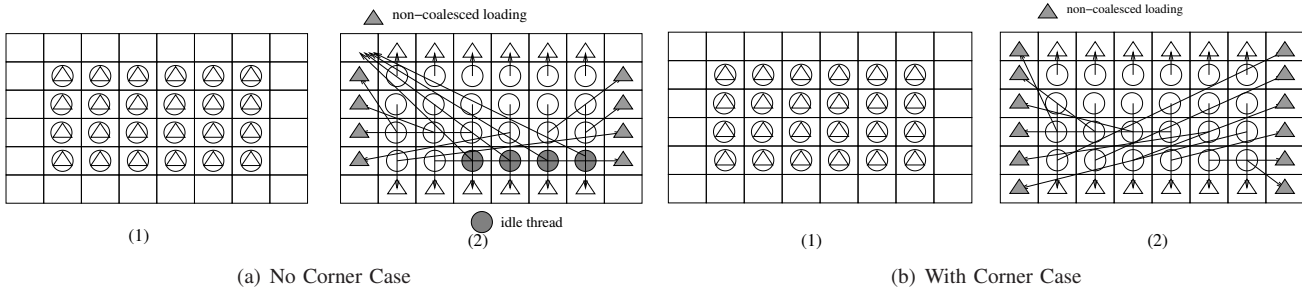 non-coalesced loading
non-coalesced loading
idle thread
(1)
(2)
(1)
(2)
(a) No Corner Case
(b) With Corner Case